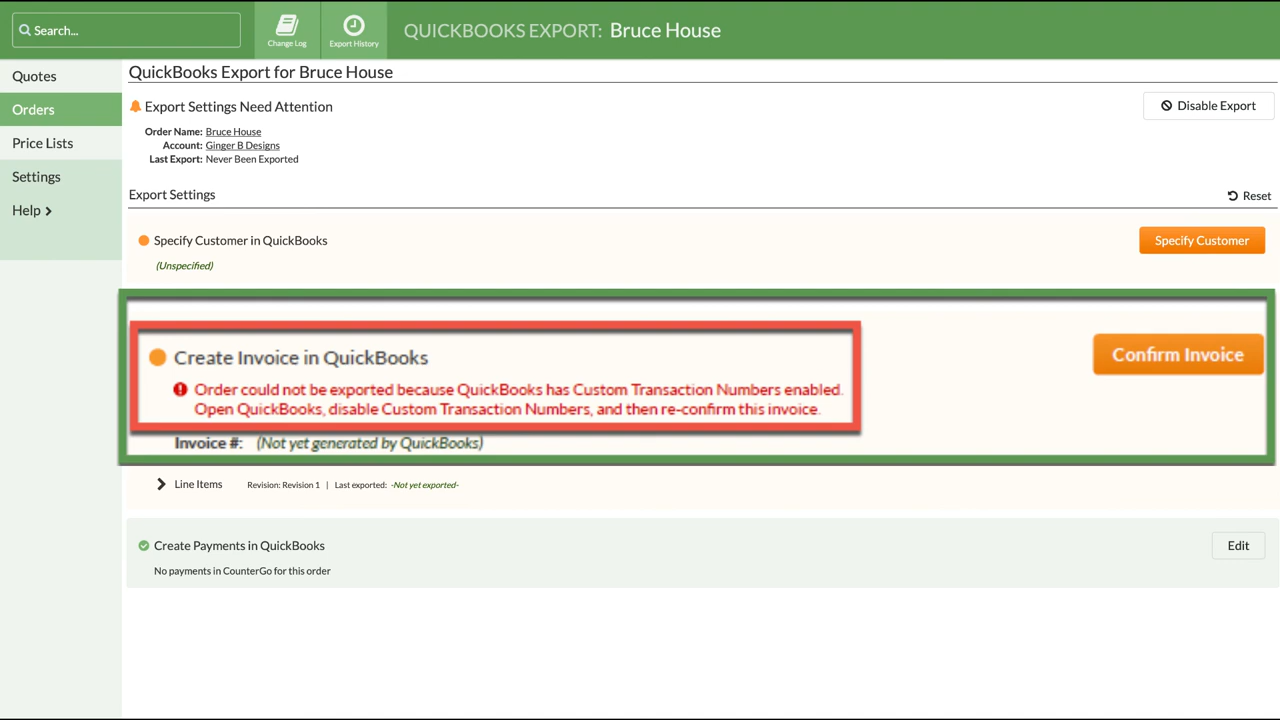 Search...
Change Log
Export History
QUICKBOOKS EXPORT: Bruce House
Quotes
Orders
Price Lists
Settings
Help
QuickBooks Export for Bruce House
Export Settings Need Attention
Disable Export
Order Name: Bruce House
Account: Ginger B Designs
Last Export: Never Been Exported
Export Settings
Reset
Specify Customer in QuickBooks
Specify Customer
(Unspecified)
Create Invoice in QuickBooks
Confirm Invoice
Order could not be exported because QuickBooks has Custom Transaction Numbers enabled.
Open QuickBooks, disable Custom Transaction Numbers, and then re-confirm this invoice.
Invoice #: (Not yet generated by QuickBooks)
Line Items Revision: Revision 1 | Last exported: -Not yet exported-
Create Payments in QuickBooks
Edit
No payments in CounterGo for this order